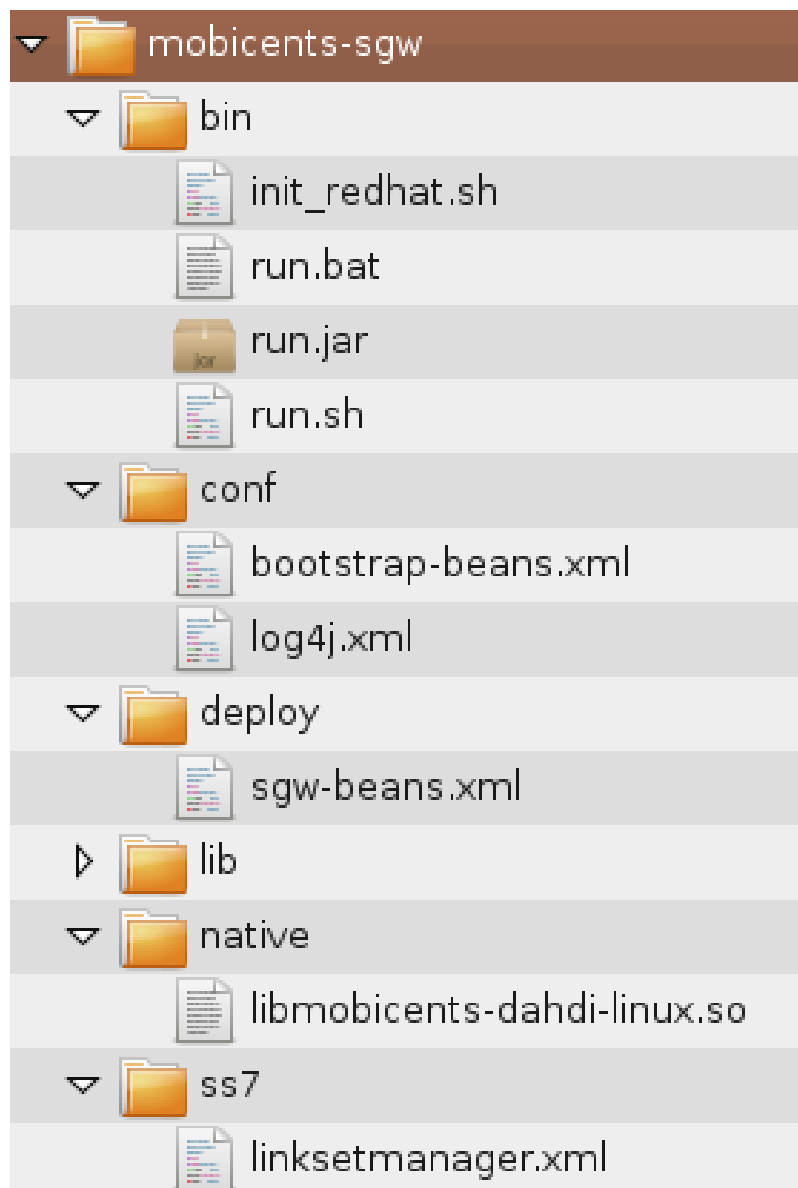 mobicents-sgw
bin
init_redhat.sh
run.bat
jar
run.jar
run.sh
conf
bootstrap-beans.xml
log4j.xml
deploy
sgw-beans.xml
lib
native
libmobicents-dahdi-linux.so
ss7
linksetmanager.xml